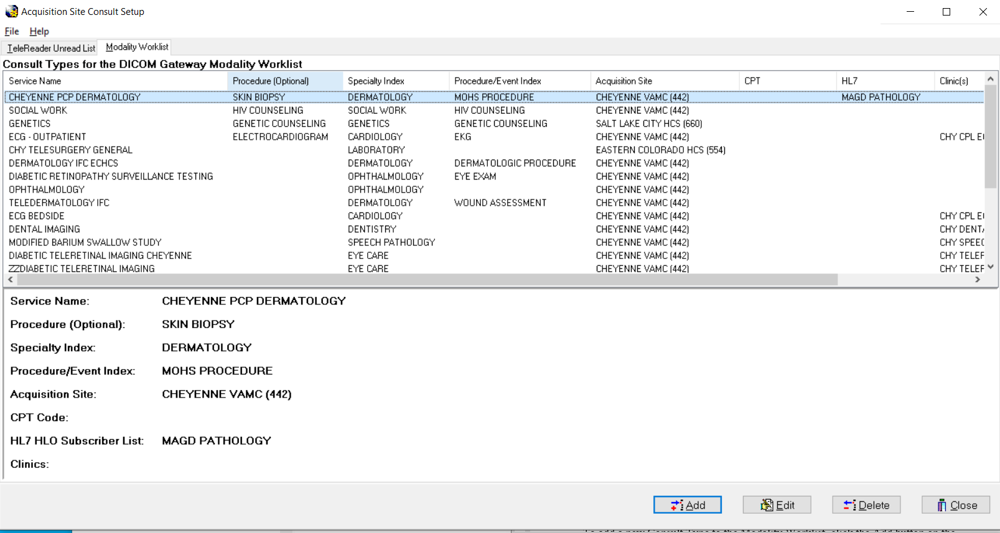 Acquisition Site Consult Setup
File Help
TeleReader Unread List Modality Worklist
Consult Types for the DICOM Gateway Modality Worklist
Service Name Procedure (Optional) Specialty Index Procedure/Event Index Acquisition Site CPT HL7 Clinic(s)
CHEYENNE PCP DERMATOLOGY SKIN BIOPSY DERMATOLOGY MOHS PROCEDURE CHEYENNE VAMC (442) MAGD PATHOLOGY
SOCIAL WORK HIV COUNSELING SOCIAL WORK HIV COUNSELING CHEYENNE VAMC (442)
GENETICS GENETIC COUNSELING GENETICS GENETIC COUNSELING SALT LAKE CITY HCS (660)
ECG - OUTPATIENT ELECTROCARDIOGRAM CARDIOLOGY EKG CHEYENNE VAMC (442) CHY CPL
CHY TELESURGERY GENERAL LABORATORY EASTERN COLORADO HCS (554)
DERMATOLOGY IFC ECHCS DERMATOLOGY DERMATOLOGIC PROCEDURE CHEYENNE VAMC (442)
DIABETIC RETINOPATHY SURVEILLANCE TESTING OPHTHALMOLOGY EYE EXAM CHEYENNE VAMC (442)
OPHTHALMOLOGY OPHTHALMOLOGY CHEYENNE VAMC (442)
TELEDERMATOLOGY IFC DERMATOLOGY WOUND ASSESSMENT CHEYENNE VAMC (442)
ECG BEDSIDE CARDIOLOGY CHEYENNE VAMC (442) CHY CPL
DENTAL IMAGING DENTISTRY CHEYENNE VAMC (442) CHY DENT
MODIFIED BARIUM SWALLOW STUDY SPEECH PATHOLOGY CHEYENNE VAMC (442) CHY SPEEC
DIABETIC TELERETINAL IMAGING CHEYENNE EYE CARE CHEYENNE VAMC (442) CHY
ZZDIABETIC TELERETINAL IMAGING EYE CARE CHEYENNE VAMC (442) CHY
Service Name: CHEYENNE PCP DERMATOLOGY
Procedure (Optional): SKIN BIOPSY
Specialty Index: DERMATOLOGY
Procedure/Event Index: MOHS PROCEDURE
Acquisition Site: CHEYENNE VAMC (442)
CPT Code:
HL7 HLO Subscriber List: MAGD PATHOLOGY
Clinics:
Add Edit Delete Close